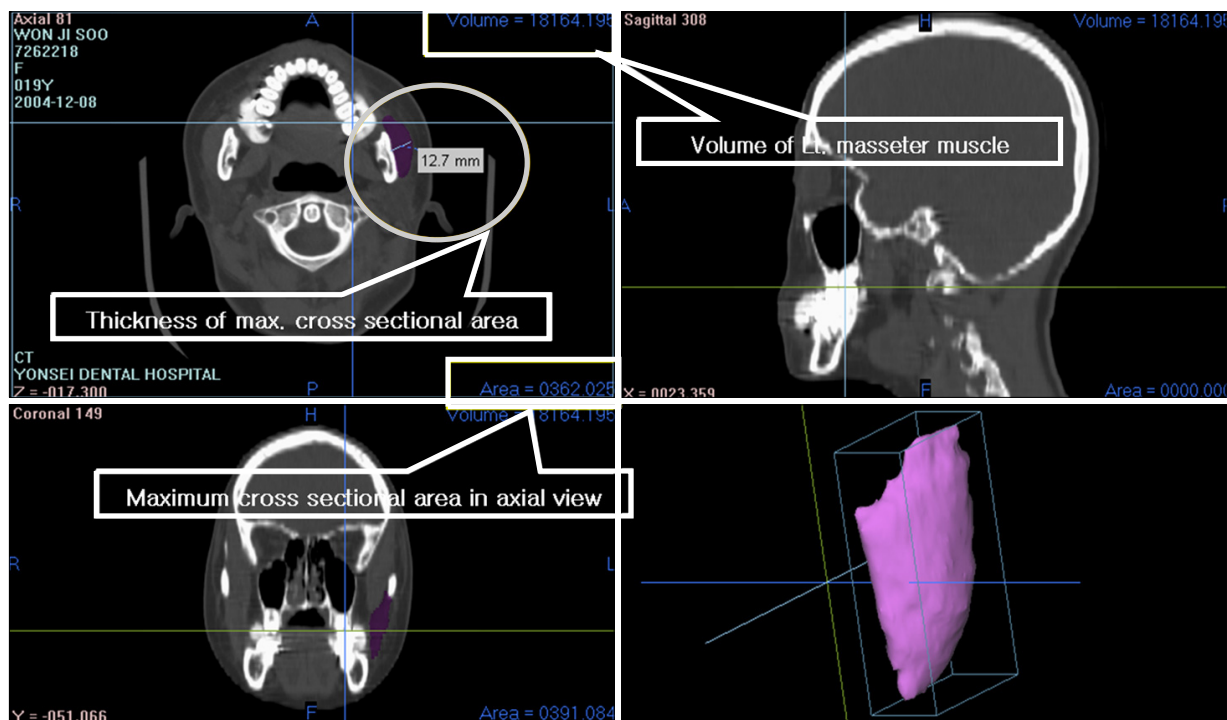 Axial 81
WON JI SOO
7262218
F
019Y
2004-12-08
A
Volume = 18164.195
R
L
12.7 mm
Thickness of max. cross sectional area
CT
YONSEI DENTAL HOSPITAL
Z = -017.300
P
Area = 0362.025
Sagittal 308
H
Volume = 18164.195
Volume of Lt. masseter muscle
A
X = 0023.359
F
Area = 0000.000
Coronal 149
H
Volume = 18164.195
Maximum cross sectional area in axial view
R
L
Y = -051.066
F
Area = 0391.084